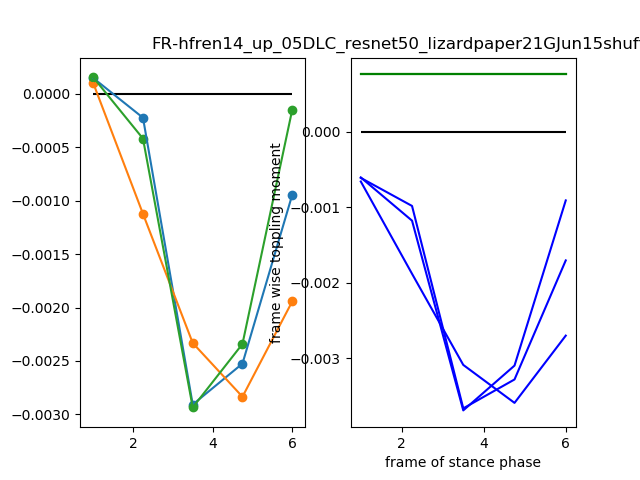 FR-hfren14_up_05DLC_resnet50_lizardpaper21GJun15shuf
0.0000
−0.0005
−0.0010
−0.0015
−0.0020
−0.0025
−0.0030
2 4 6
frame wise toppling moment
0.000
−0.001
−0.002
−0.003
2 4 6
frame of stance phase